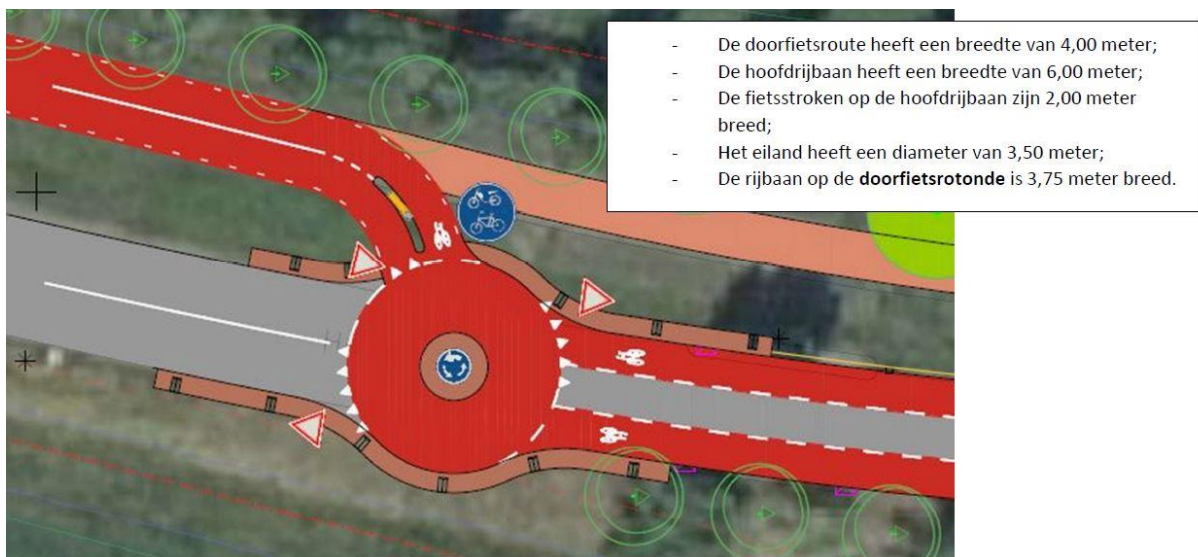 - De doorfietsroute heeft een breedte van 4,00 meter;
- De hoofdrijbaan heeft een breedte van 6,00 meter;
- De fietsstroken op de hoofdrijbaan zijn 2,00 meter
breed;
- Het eiland heeft een diameter van 3,50 meter;
- De rijbaan op de doorfietsrotonde is 3,75 meter breed.